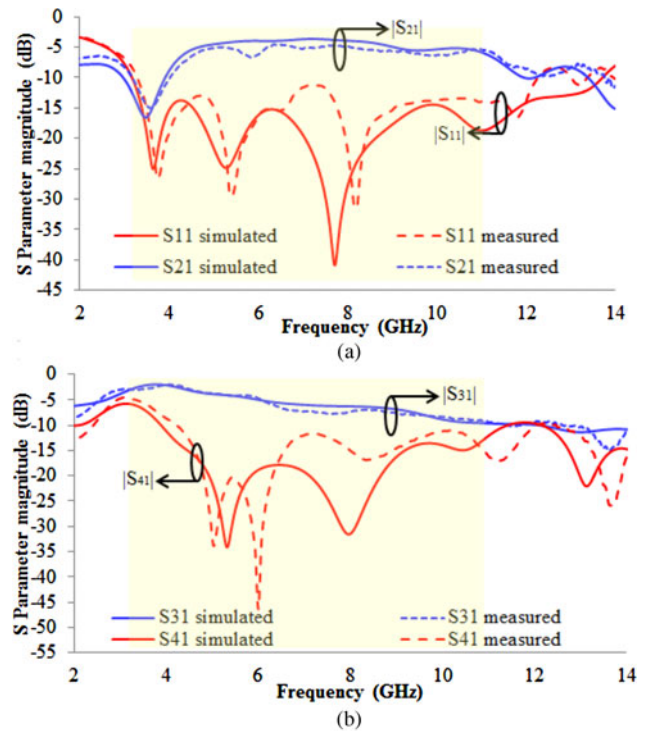 0
-5
-10
-15
-20
-25
-30
-35
-40
-45
S Parameter magnitude (dB)
|S21|
|S11|
S11 simulated
S11 measured
S21 simulated
S21 measured
2
4
6
8
10
12
14
Frequency (GHz)
(a)
0
-5
-10
-15
-20
-25
-30
-35
-40
-45
-50
-55
S Parameter magnitude (dB)
|S31|
|S41|
S31 simulated
S31 measured
S41 simulated
S41 measured
2
4
6
8
10
12
14
Frequency (GHz)
(b)